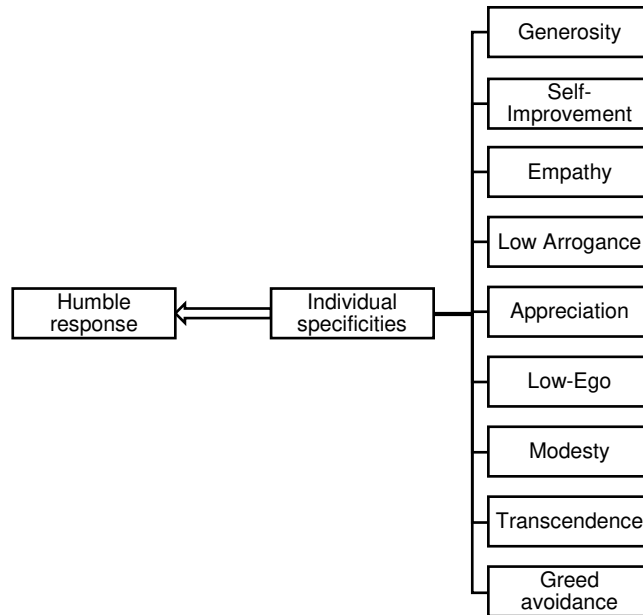 Generosity
Self-
Improvement
Empathy
Low Arrogance
Humble
response
Individual
specificities
Appreciation
Low-Ego
Modesty
Transcendence
Greed
avoidance